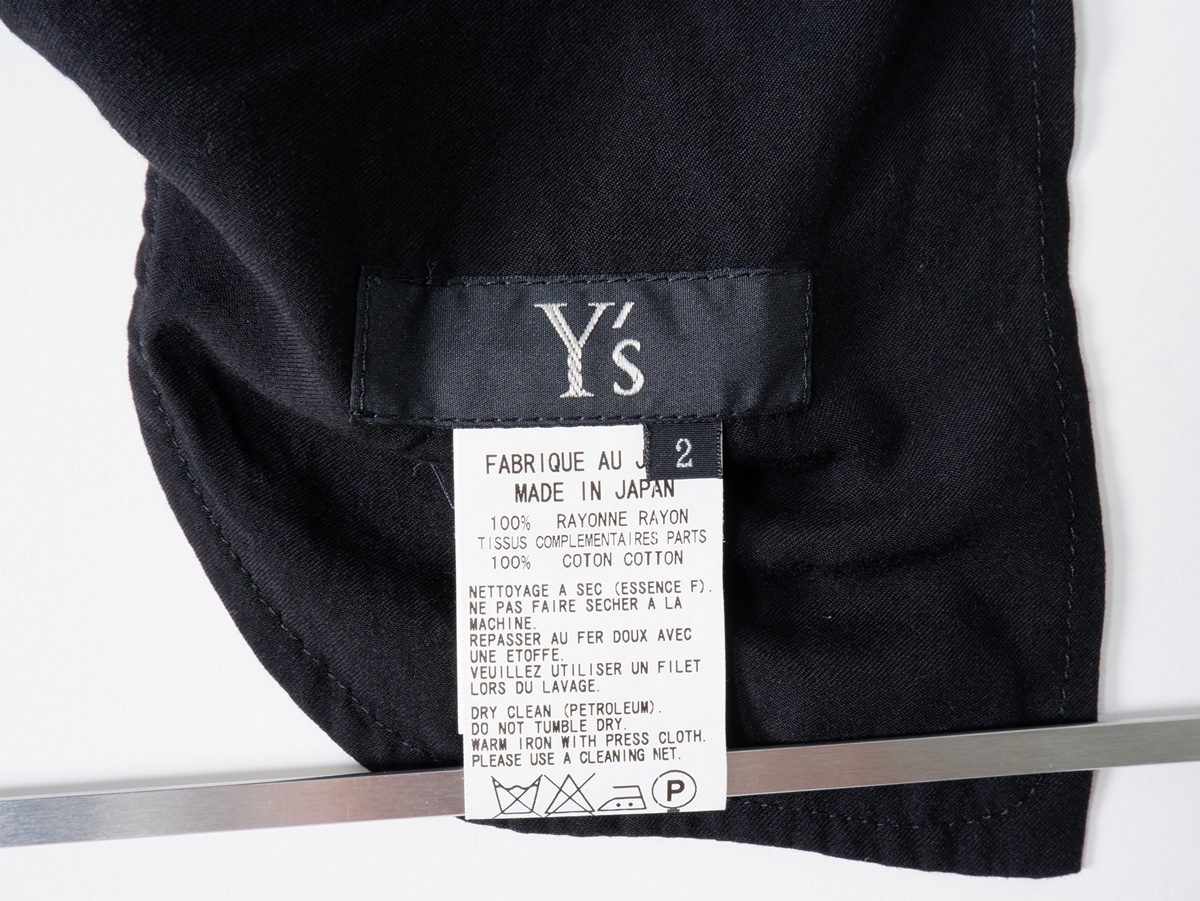 Y's
2
FABRIQUE AU J
MADE IN JAPAN
100% RAYONNE RAYON
TISSUS COMPLEMENTAIRES PARTS
100% COTON COTTON
NETTOYAGE A SEC (ESSENCE F).
NE PAS FAIRE SECHER A LA
MACHINE.
REPASSER AU FER DOUX AVEC
UNE ETOFFE.
VEUILLEZ UTILISER UN FILET
LORS DU LAVAGE.
DRY CLEAN (PETROLEUM).
DO NOT TUMBLE DRY.
WARM IRON WITH PRESS CLOTH.
PLEASE USE A CLEANING NET.
P